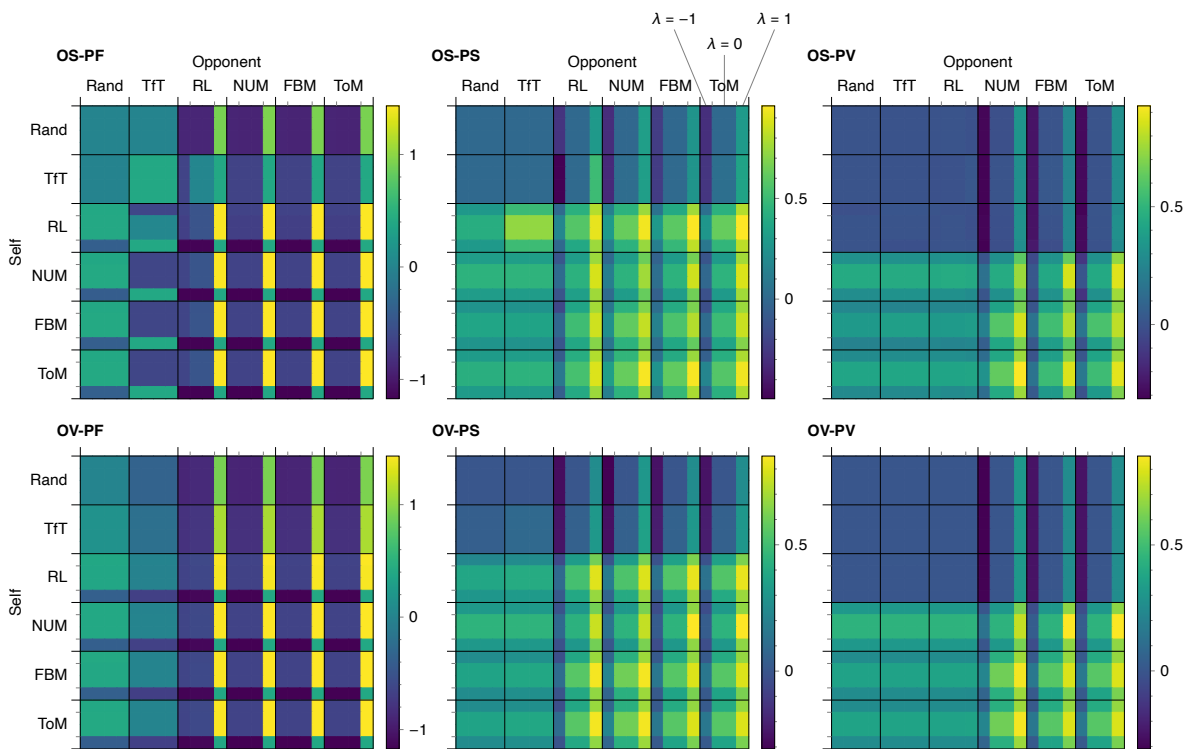 λ = −1
λ = 1
λ = 0
OS-PF
Opponent
Rand TfT RL NUM FBM ToM
Self
Rand
TfT
RL
NUM
FBM
ToM
1
0
−1
OS-PS
Opponent
Rand TfT RL NUM FBM ToM
0.5
0
OS-PV
Opponent
Rand TfT RL NUM FBM ToM
0.5
0
OV-PF
Self
Rand
TfT
RL
NUM
FBM
ToM
1
0
−1
OV-PS
0.5
0
OV-PV
0.5
0